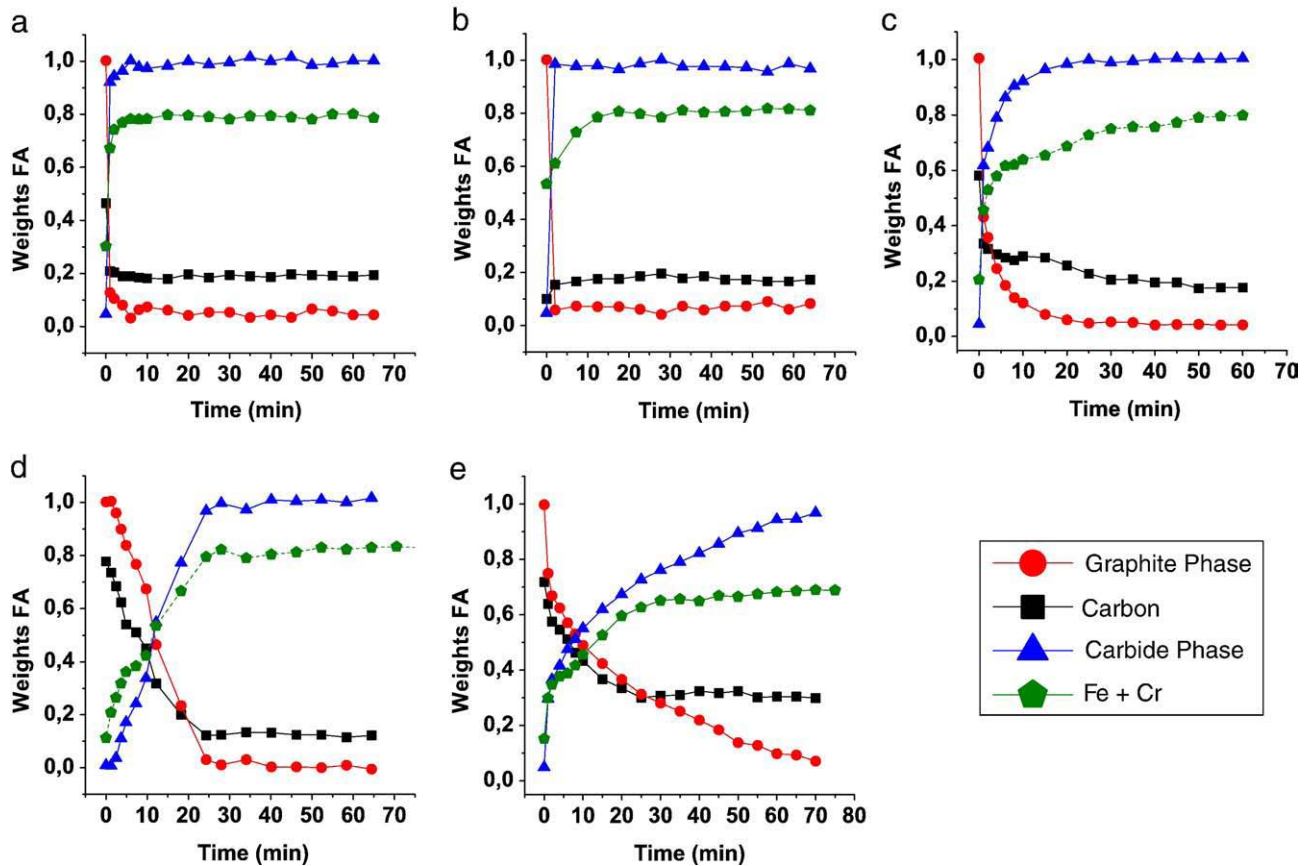 a
1,0
0,8
0,6
0,4
0,2
0,0
Weights FA
0 10 20 30 40 50 60 70
Time (min)
b
1,0
0,8
0,6
0,4
0,2
0,0
Weights FA
0 10 20 30 40 50 60 70
Time (min)
c
1,0
0,8
0,6
0,4
0,2
0,0
Weights FA
0 10 20 30 40 50 60 70
Time (min)
d
1,0
0,8
0,6
0,4
0,2
0,0
Weights FA
0 10 20 30 40 50 60 70
Time (min)
e
1,0
0,8
0,6
0,4
0,2
0,0
Weights FA
0 10 20 30 40 50 60 70 80
Time (min)
Graphite Phase
Carbon
Carbide Phase
Fe + Cr